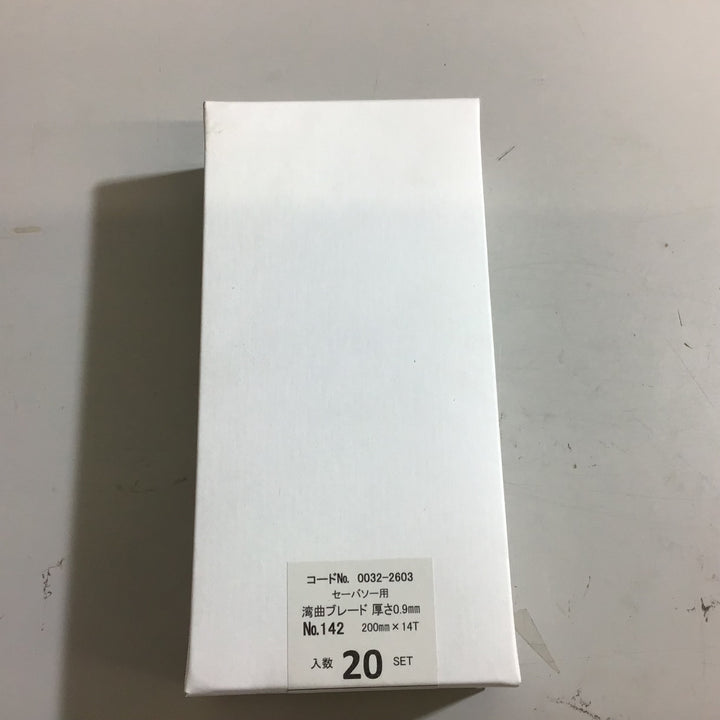 コードNo. 0032-2603
セーバソー用
湾曲ブレード 厚さ0.9mm
No.142 200mm×14T
入数 20 SET